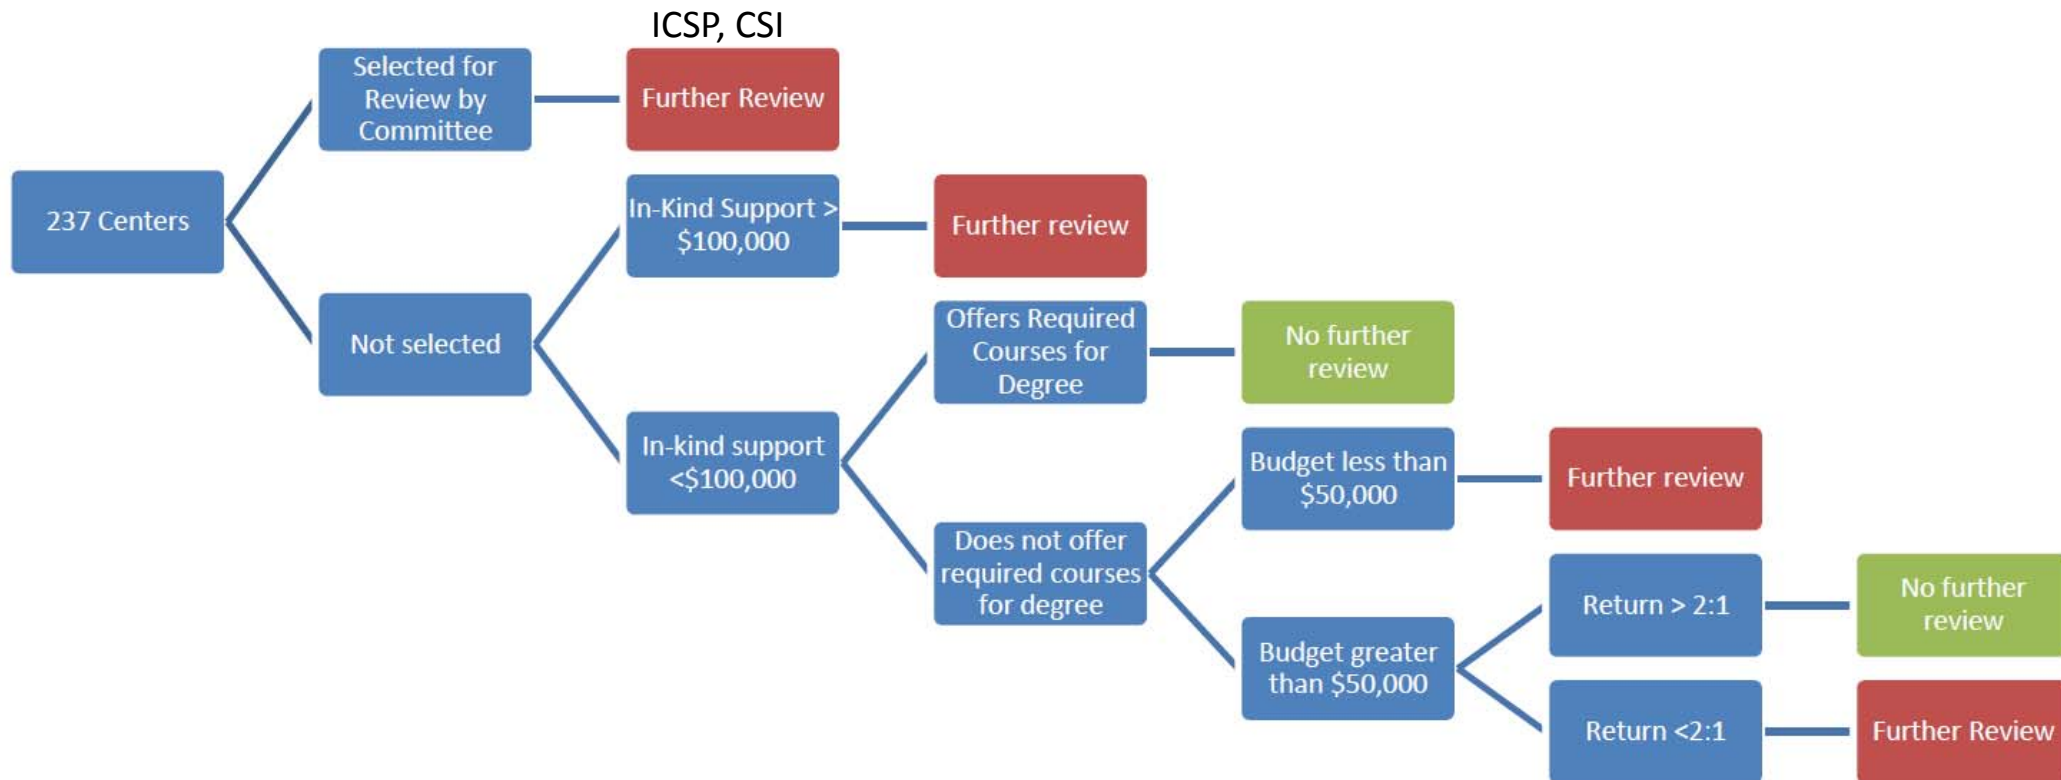 ICSP, CSI
Selected for
Review by
Committee
Further Review
237 Centers
In-Kind Support >
$100,000
Further review
Not selected
Offers Required
Courses for
Degree
No further
review
In-kind support
<$100,000
Budget less than
$50,000
Further review
Does not offer
required courses
for degree
Return > 2:1
No further
review
Budget greater
than $50,000
Return <2:1
Further Review